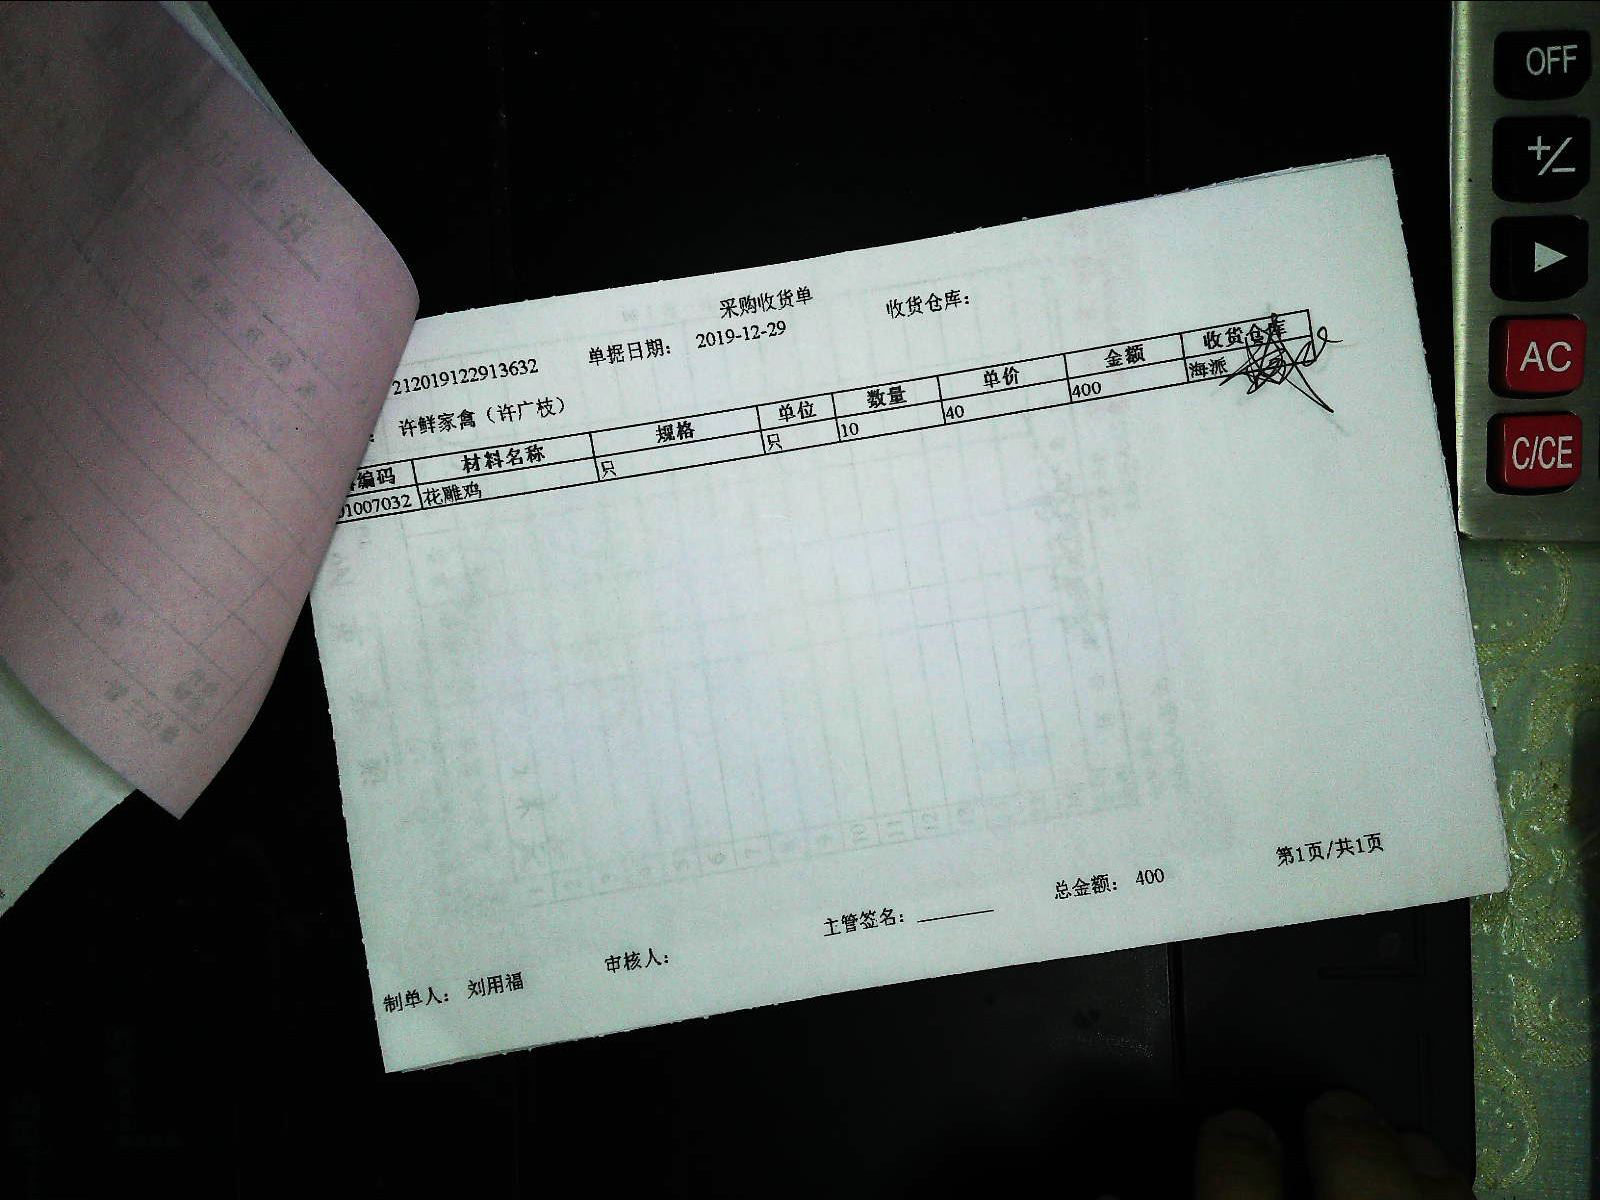 采购收货单
212019122913632 单据日期： 2019-12-29 收货仓库：
： 许鲜家禽（许广枝）
编码 材料名称 规格 单位 数量 单价 金额 收货仓库
01007032 花雕鸡 只 只 10 40 400 海派
制单人： 刘用福 审核人： 主管签名： 总金额： 400 第1页/共1页
OFF
+/−
▶
AC
C/CE